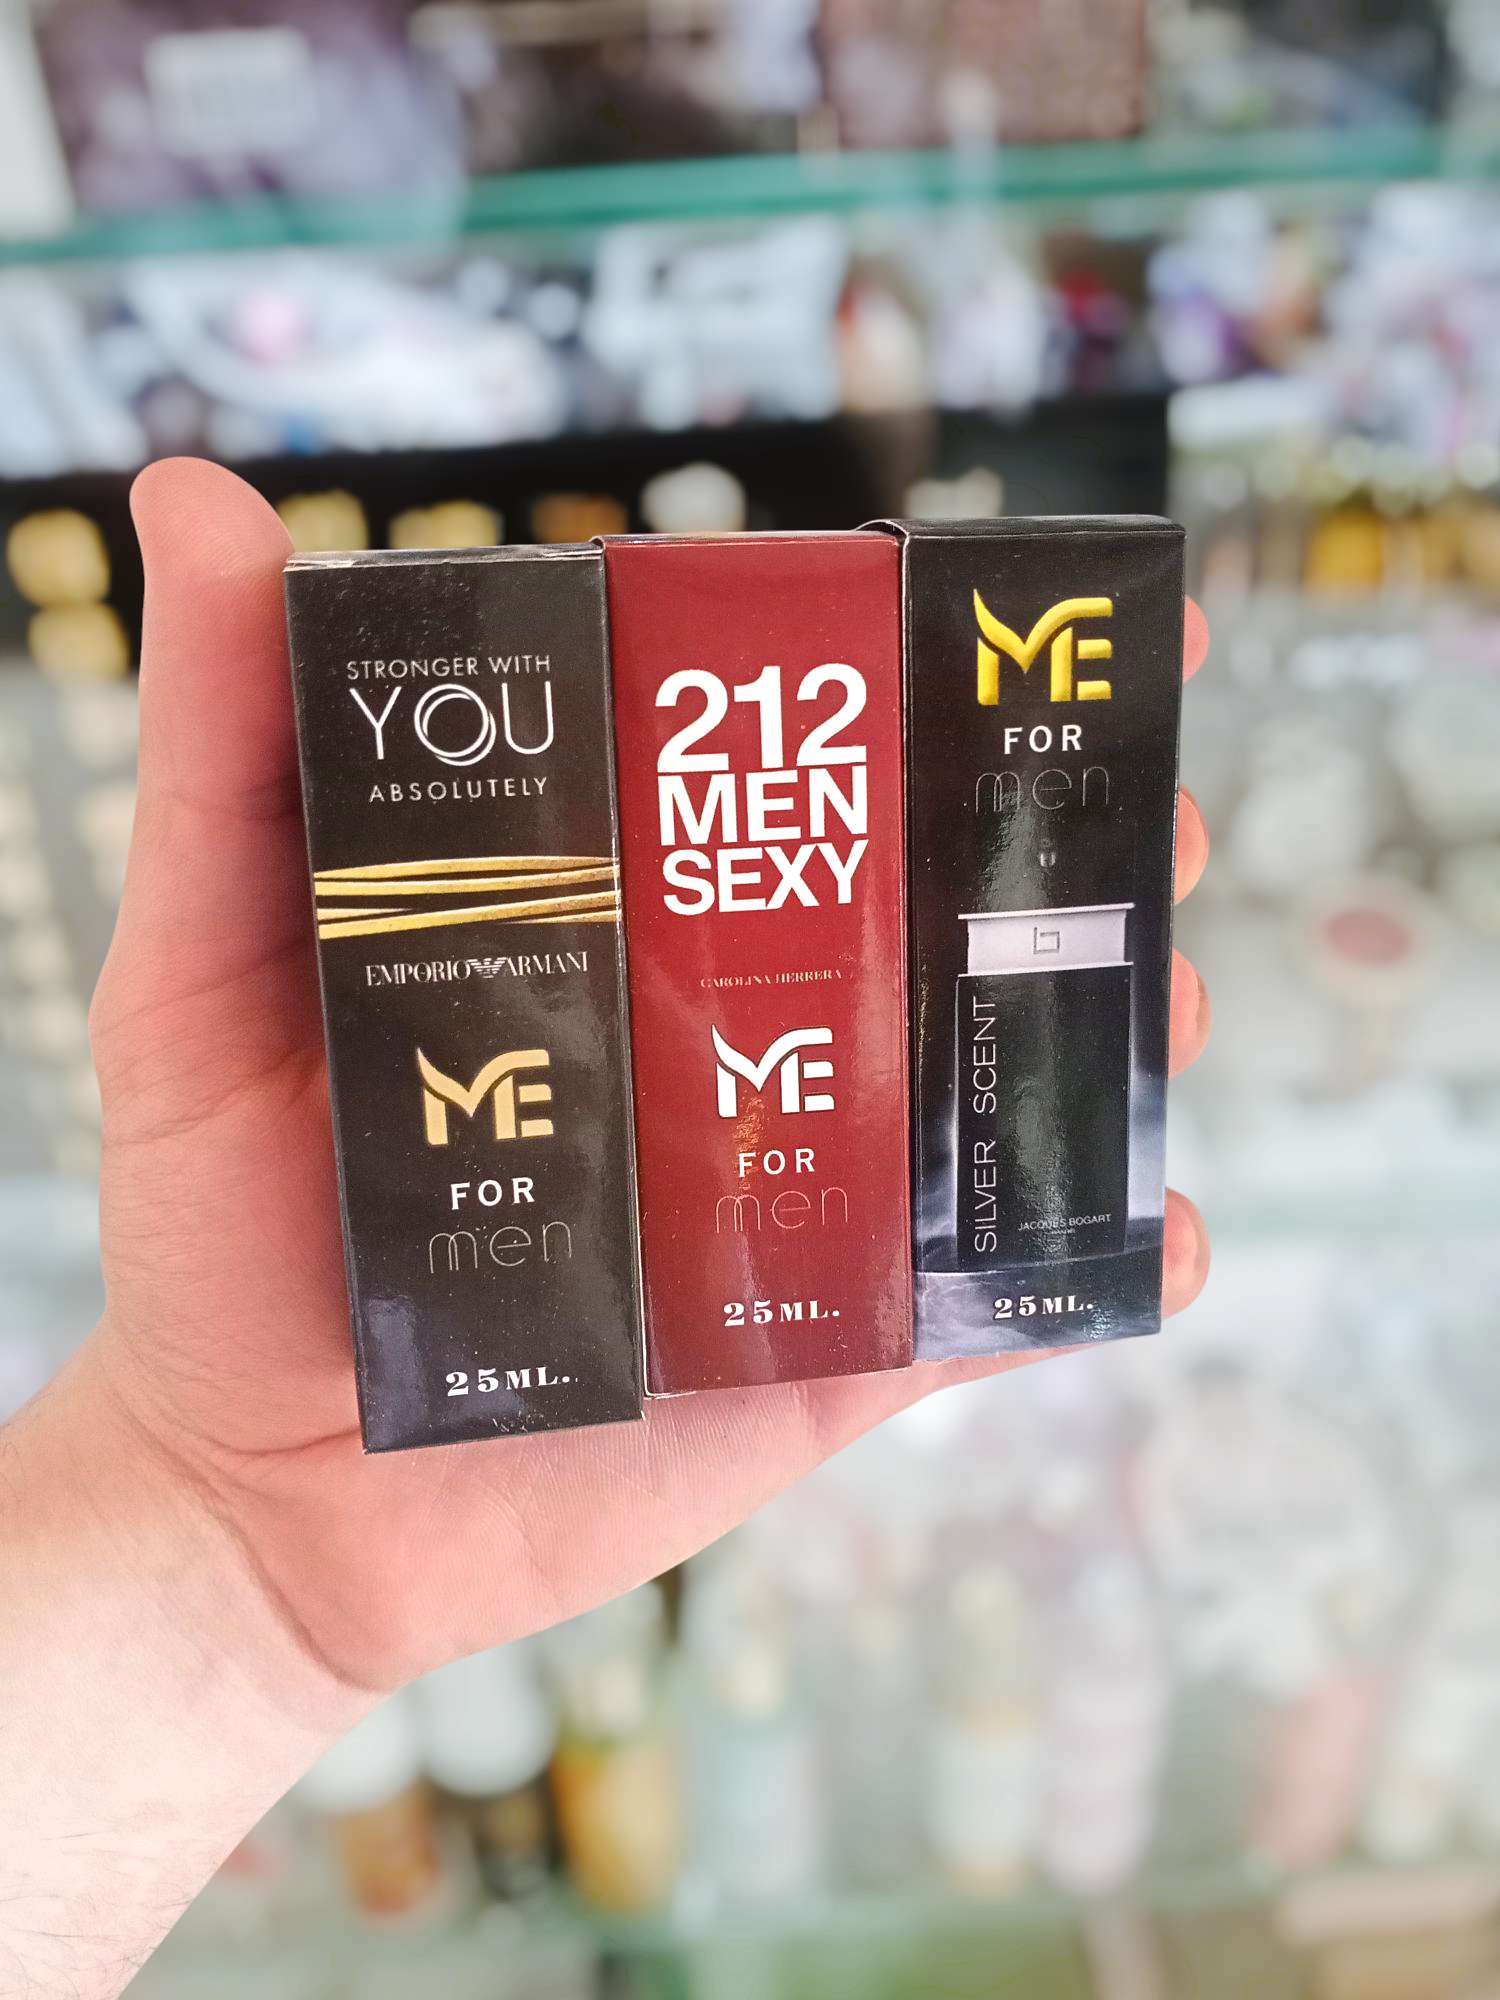 STRONGER WITH
YOU
ABSOLUTELY
EMPORIO ARMANI
ME
FOR
men
25ML.
212
MEN
SEXY
CAROLINA HERRERA
ME
FOR
men
25ML.
ME
FOR
men
b
SILVER SCENT
JACQUES BOGART
25ML.